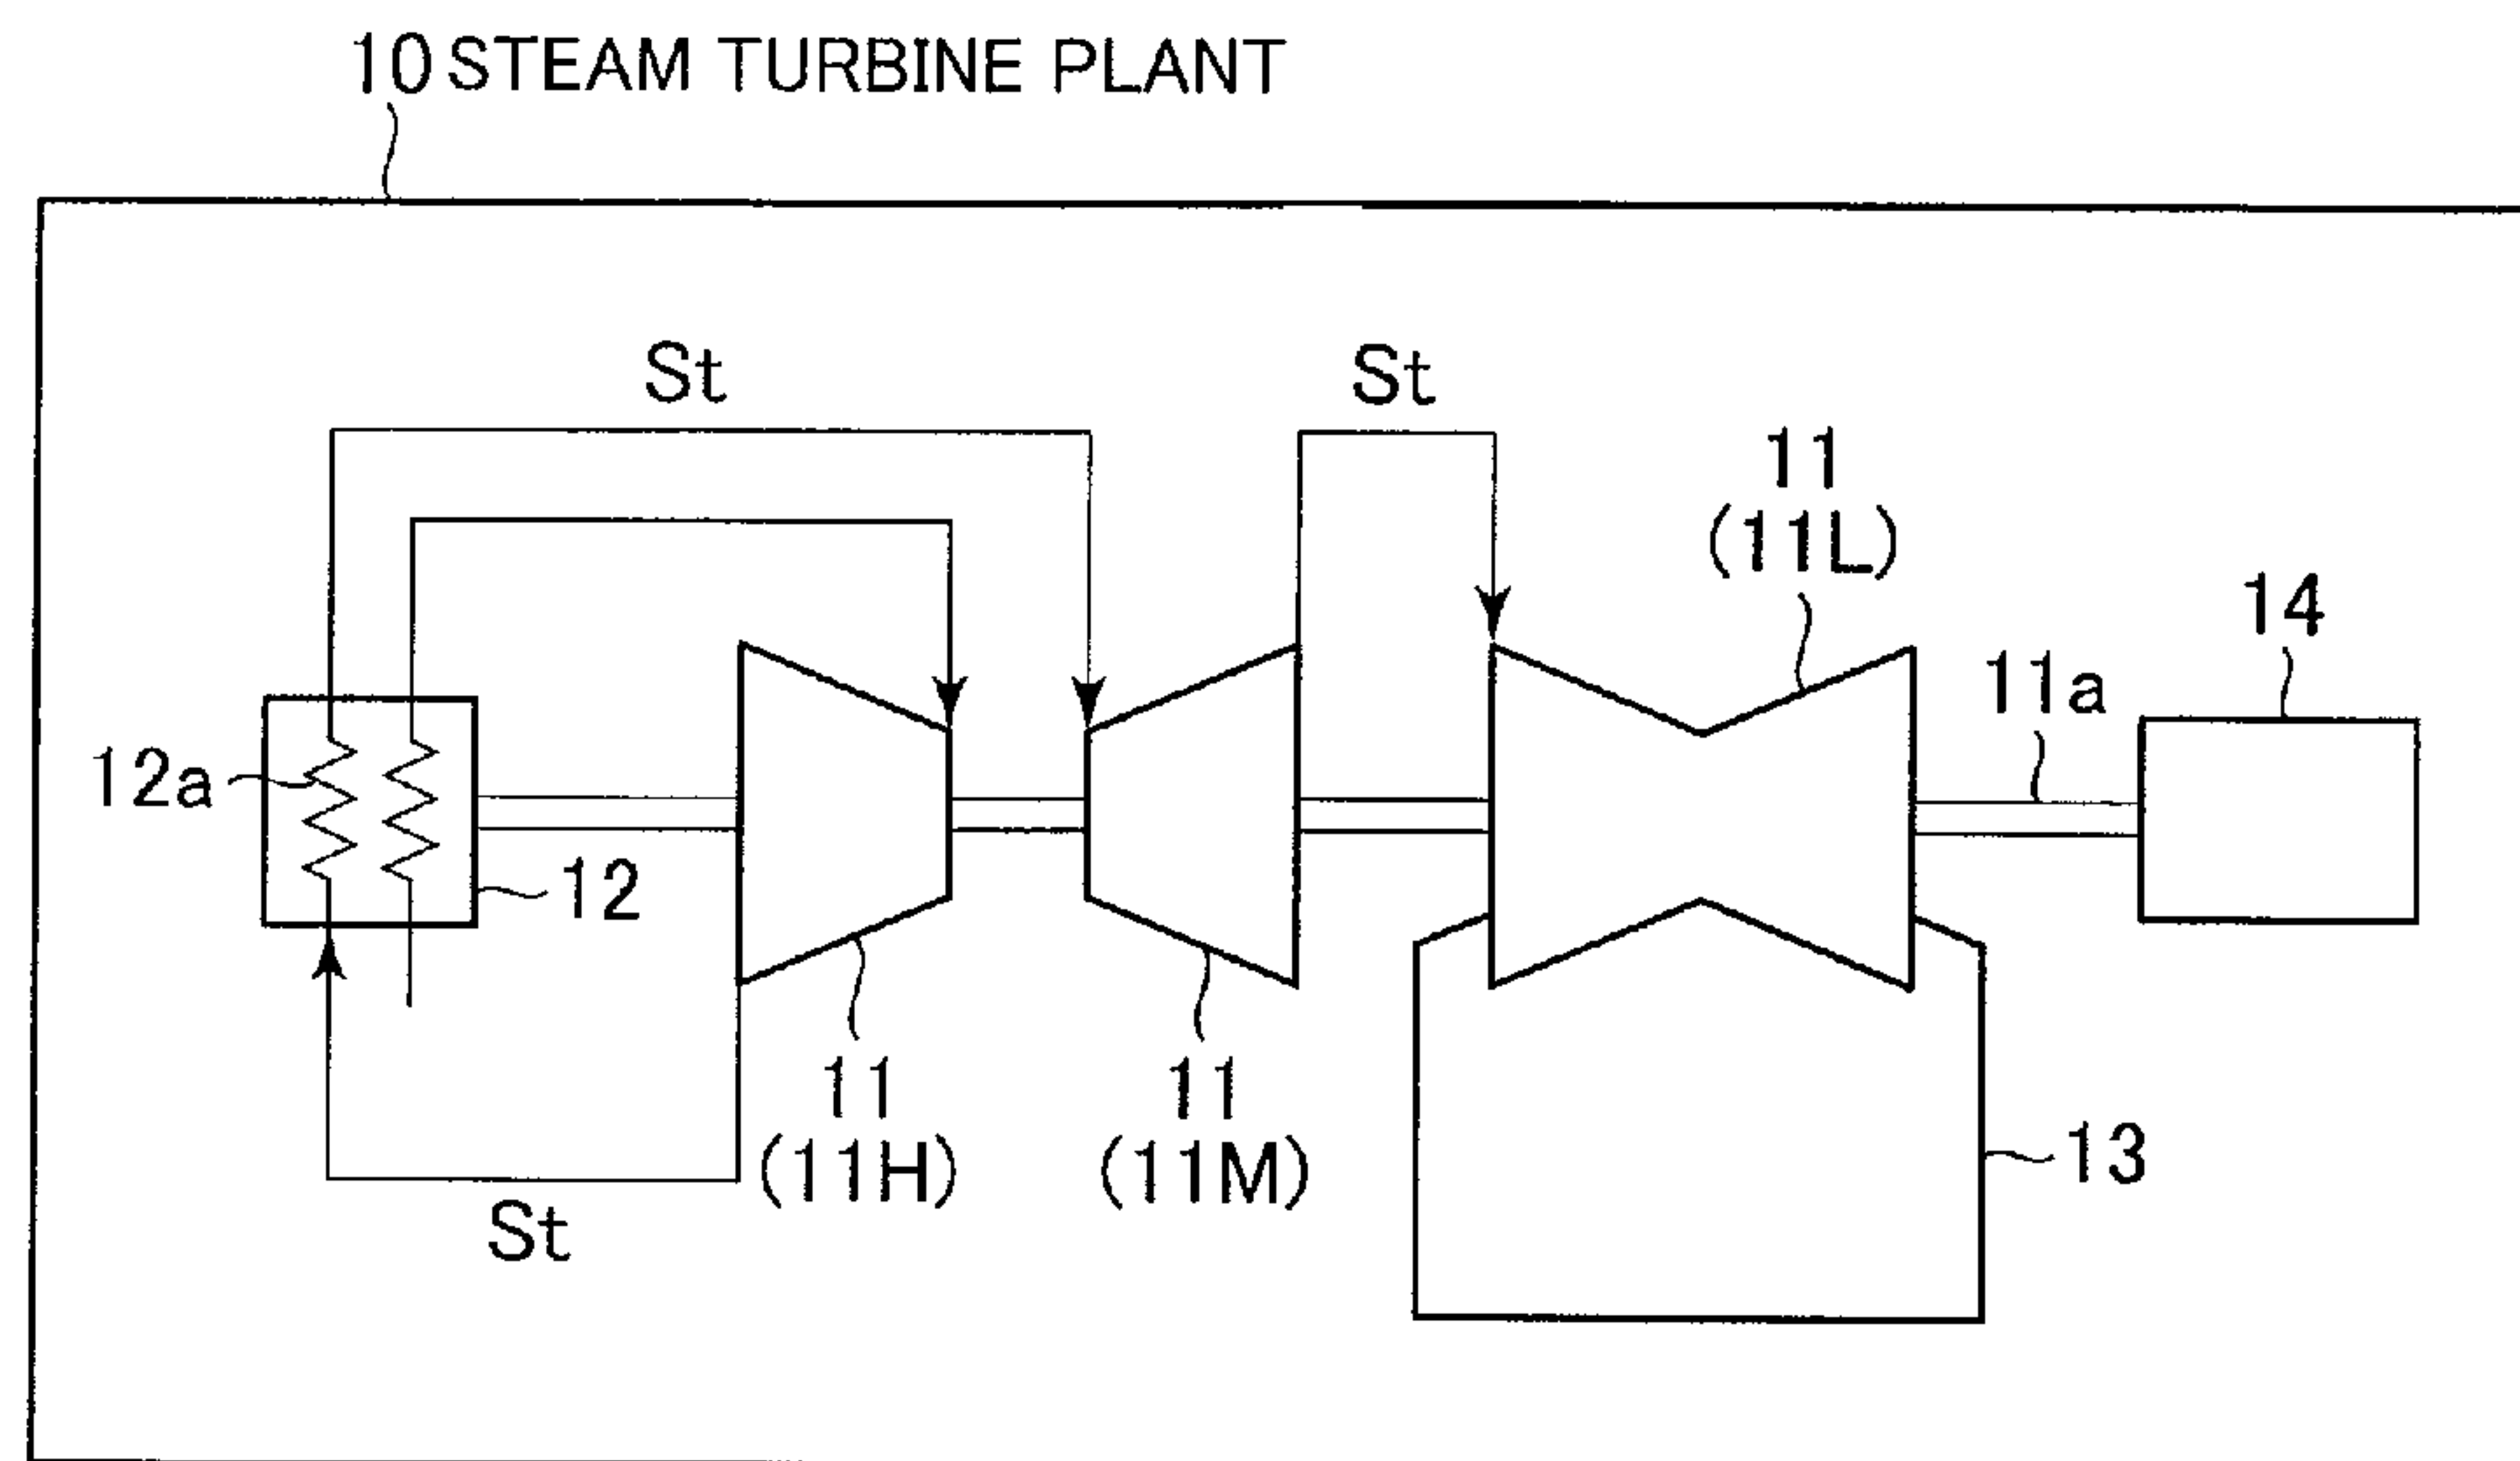 10 STEAM TURBINE PLANT
St
St
11
(11L)
14
11a
12a
12
11
(11H)
11
(11M)
13
St